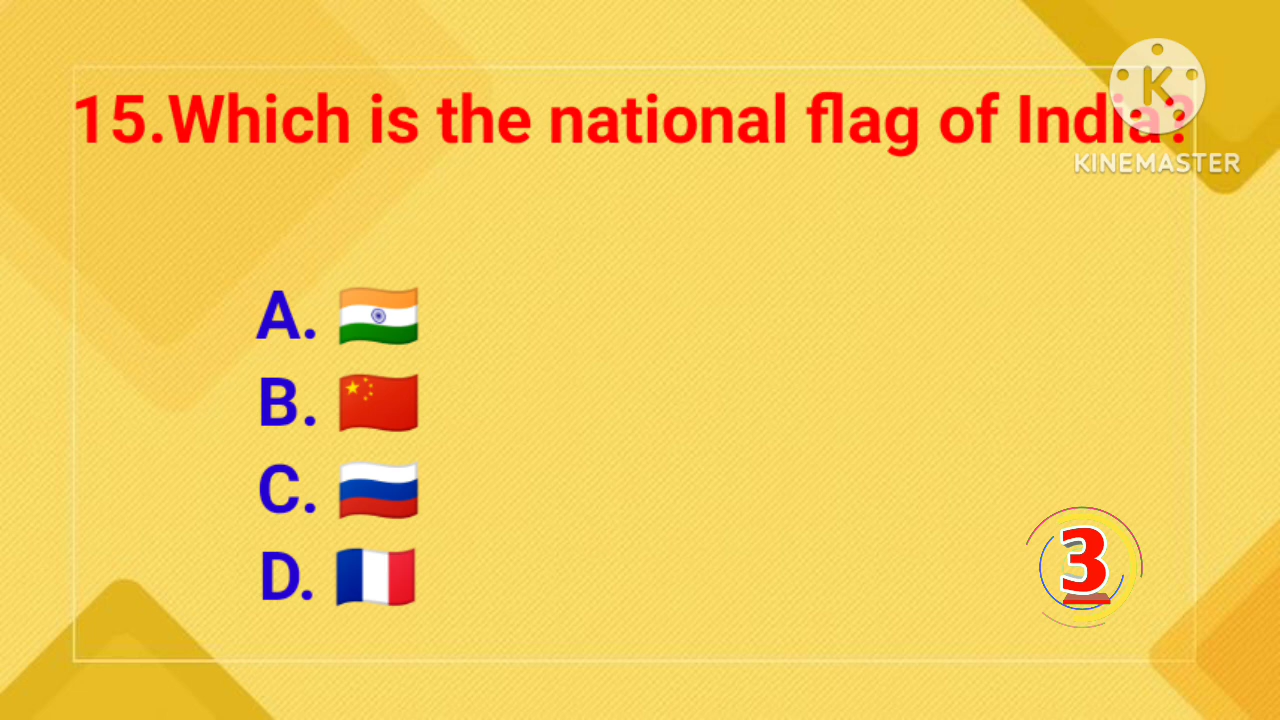 15.Which is the national flag of India?
K
KINEMASTER
A. 🇮🇳
B. 🇨🇳
C. 🇷🇺
D. 🇫🇷
3